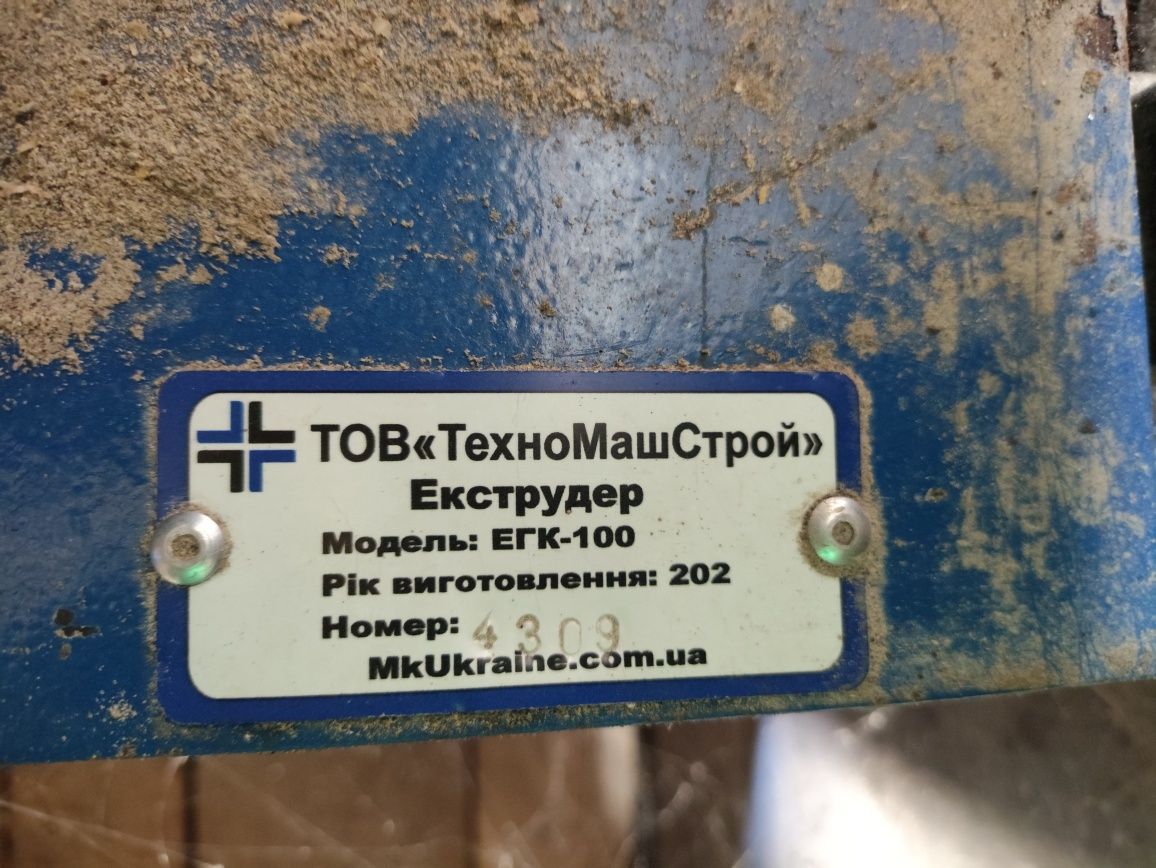 ТОВ«ТехноМашСтрой»
Екструдер
Модель: ЕГК-100
Рік виготовлення: 202
Номер: 4309
MkUkraine.com.ua